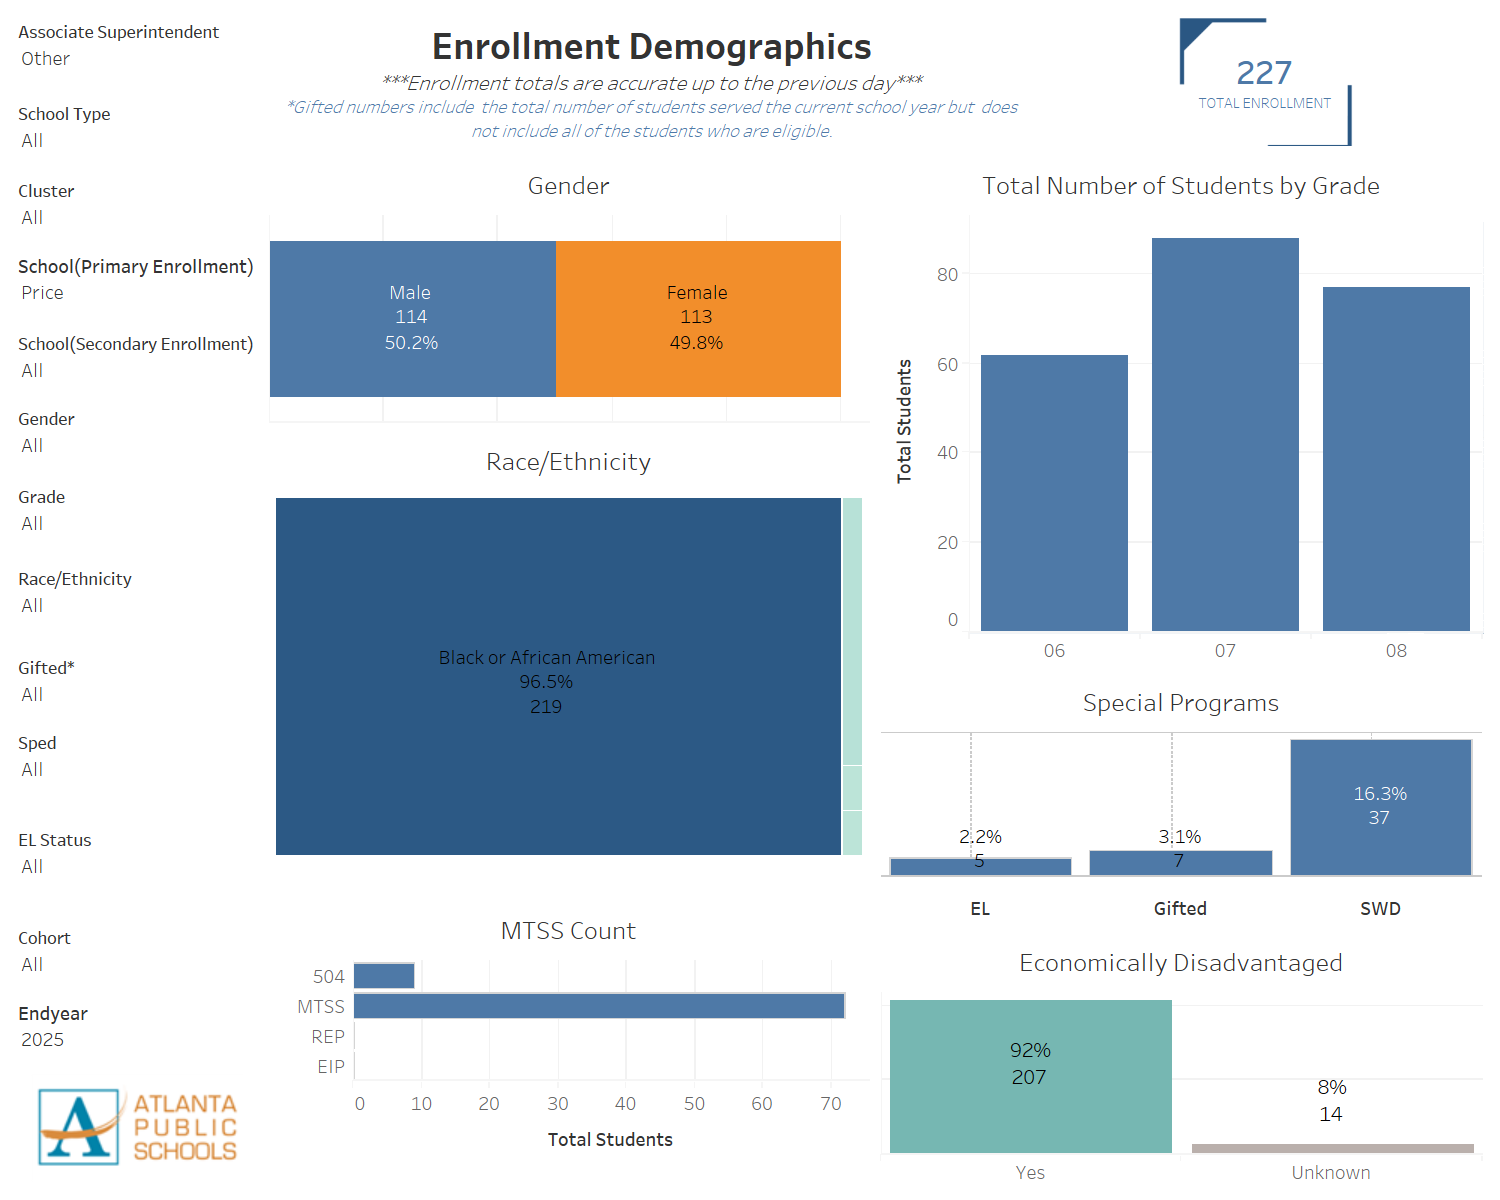 Associate Superintendent
Other
School Type
All
Cluster
All
School(Primary Enrollment)
Price
School(Secondary Enrollment)
All
Gender
All
Grade
All
Race/Ethnicity
All
Gifted*
All
Sped
All
EL Status
All
Cohort
All
Endyear
2025
ATLANTA
PUBLIC
SCHOOLS
Enrollment Demographics
***Enrollment totals are accurate up to the previous day***
*Gifted numbers include the total number of students served the current school year but does
not include all of the students who are eligible.
227
TOTAL ENROLLMENT
Gender
Male
114
50.2%
Female
113
49.8%
Race/Ethnicity
Black or African American
96.5%
219
MTSS Count
504
MTSS
REP
EIP
0 10 20 30 40 50 60 70
Total Students
Total Number of Students by Grade
Total Students
80
60
40
20
0
06 07 08
Special Programs
2.2%
5
3.1%
7
16.3%
37
EL Gifted SWD
Economically Disadvantaged
92%
207
8%
14
Yes Unknown